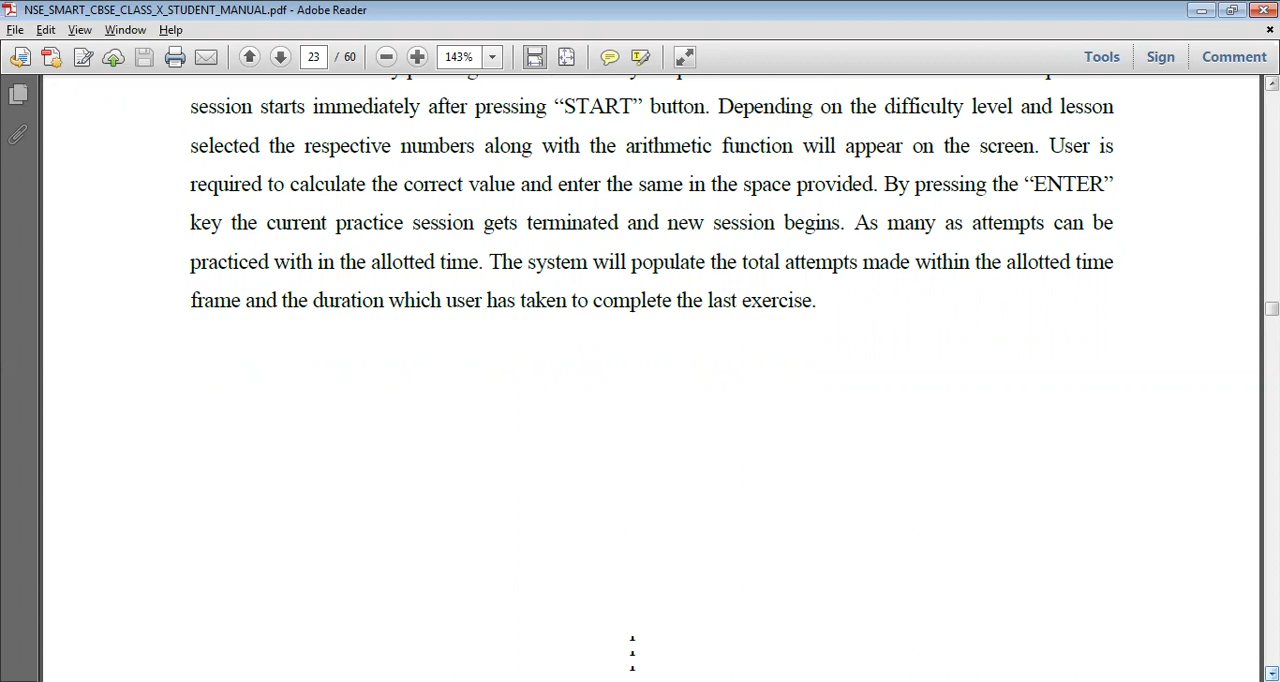 NSE_SMART_CBSE_CLASS_X_STUDENT_MANUAL.pdf - Adobe Reader
File Edit View Window Help
23 / 60 143% Tools Sign Comment
session starts immediately after pressing “START” button. Depending on the difficulty level and lesson
selected the respective numbers along with the arithmetic function will appear on the screen. User is
required to calculate the correct value and enter the same in the space provided. By pressing the “ENTER”
key the current practice session gets terminated and new session begins. As many as attempts can be
practiced with in the allotted time. The system will populate the total attempts made within the allotted time
frame and the duration which user has taken to complete the last exercise.